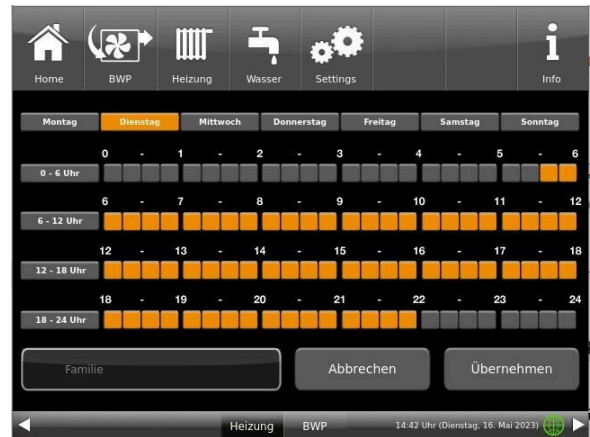 Home BWP Heizung Wasser Settings Info
Montag Dienstag Mittwoch Donnerstag Freitag Samstag Sonntag
0 - 1 - 2 - 3 - 4 - 5 - 6
0 - 6 Uhr
6 - 7 - 8 - 9 - 10 - 11 - 12
6 - 12 Uhr
12 - 13 - 14 - 15 - 16 - 17 - 18
12 - 18 Uhr
18 - 19 - 20 - 21 - 22 - 23 - 24
18 - 24 Uhr
Familie Abbrechen Übernehmen
Heizung BWP 14:42 Uhr (Dienstag, 16. Mai 2023)